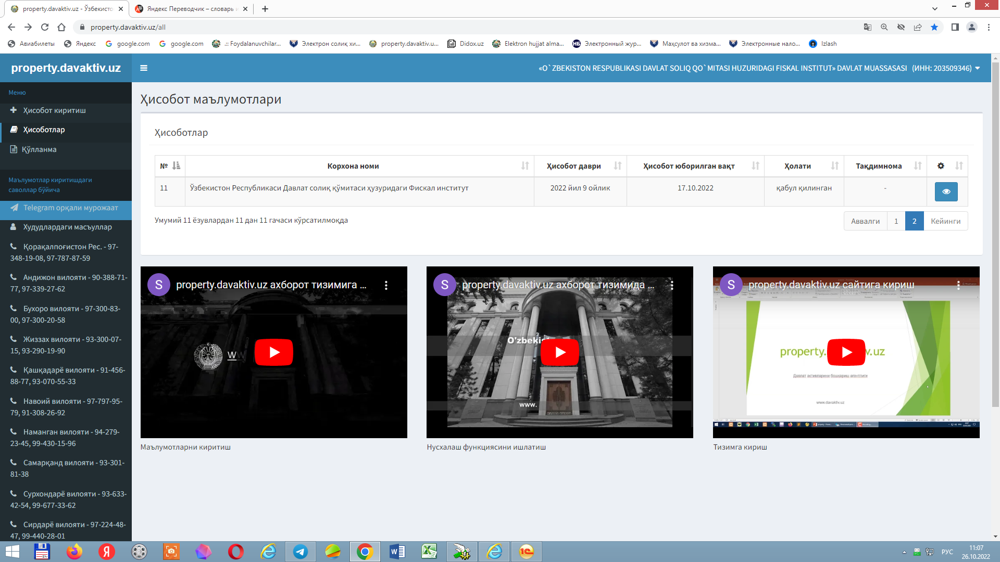 property.davaktiv.uz - Ўзбекисто
Яндекс Переводчик – словарь и
property.davaktiv.uz/all
Авиабилеты
Яндекс
google.com
google.com
.:: Foydalanuvchilar...
Электрон солиқ хи...
property.davaktiv.u...
Didox.uz
Elektron hujjat alma...
НБ Электронный жур...
Маҳсулот ва хизма...
Электронные нало...
Izlash
property.davaktiv.uz
«O`ZBEKISTON RESPUBLIKASI DAVLAT SOLIQ QO`MITASI HUZURIDAGI FISKAL INSTITUT» DAVLAT MUASSASASI (ИНН: 203509346)
Меню
Ҳисобот киритиш
Ҳисоботлар
Қўлланма
Маълумотлар киритишдаги
саволлар бўйича
Telegram орқали мурожаат
Худудлардаги масъуллар
Қорақалпоғистон Рес. - 97-
348-19-08, 97-787-87-59
Андижон вилояти - 90-388-71-
77, 97-339-27-62
Бухоро вилояти - 97-300-83-
00, 97-300-20-58
Жиззах вилояти - 93-300-07-
15, 93-290-19-90
Қашқадарё вилояти - 91-456-
88-77, 93-070-55-33
Навоий вилояти - 97-797-95-
79, 91-308-26-92
Наманган вилояти - 94-279-
23-45, 99-430-15-96
Самарқанд вилояти - 93-301-
81-38
Сурхондарё вилояти - 93-633-
42-54, 99-677-33-62
Сирдарё вилояти - 97-224-48-
47, 99-440-28-01
Ҳисобот маълумотлари
Ҳисоботлар
№ Корхона номи Ҳисобот даври Ҳисобот юборилган вақт Ҳолати Тақдимнома
11 Ўзбекистон Республикаси Давлат солиқ қўмитаси ҳузуридаги Фискал институт 2022 йил 9 ойлик 17.10.2022 қабул қилинган -
Умумий 11 ёзувлардан 11 дан 11 гачаси кўрсатилмоқда
Аввалги 1 2 Кейинги
S property.davaktiv.uz ахборот тизимига ...
ww
Маълумотларни киритиш
S property.davaktiv.uz ахборот тизимида ...
O'zbekist
www.
Нусхалаш функциясини ишлатиш
S property.davaktiv.uz сайтига кириш
property. v.uz
Давлат активларини бошқариш агентлиги
www.davaktiv.uz
Тизимга кириш
РУС
11:07
26.10.2022